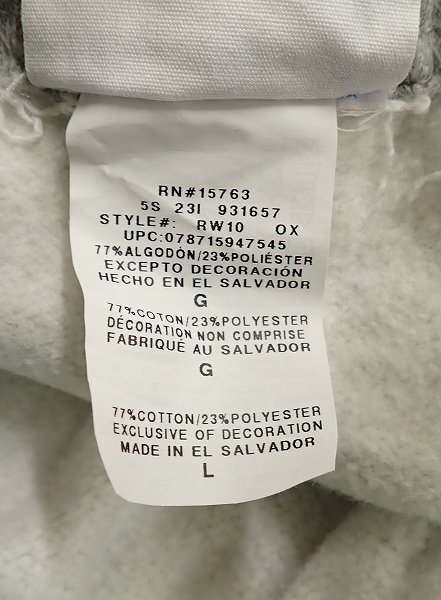 RN#15763
5S 23I 931657
STYLE#: RW10 OX
UPC:078715947545
77%ALGODÓN/23%POLIÉSTER
EXCEPTO DECORACIÓN
HECHO EN EL SALVADOR
G
77%COTON/23%POLYESTER
DÉCORATION NON COMPRISE
FABRIQUÉ AU SALVADOR
G
77%COTTON/23%POLYESTER
EXCLUSIVE OF DECORATION
MADE IN EL SALVADOR
L